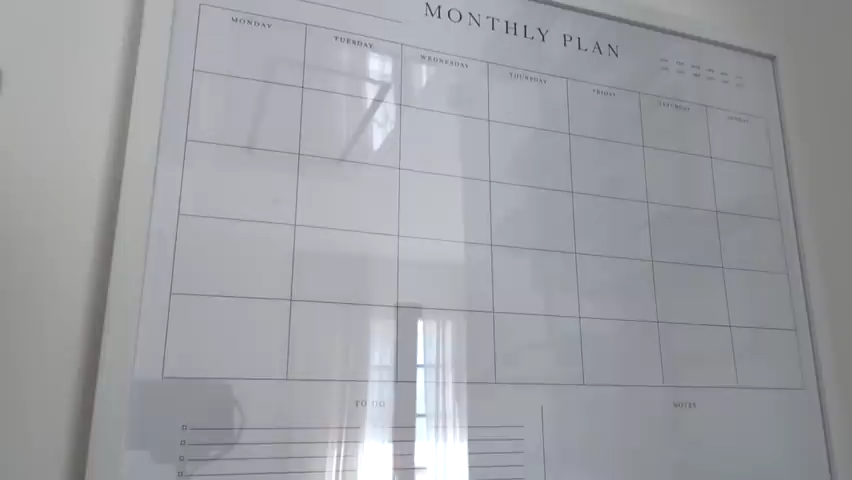 MONTHLY PLAN
MONDAY TUESDAY WEDNESDAY THURSDAY FRIDAY SATURDAY SUNDAY
TO DO NOTES